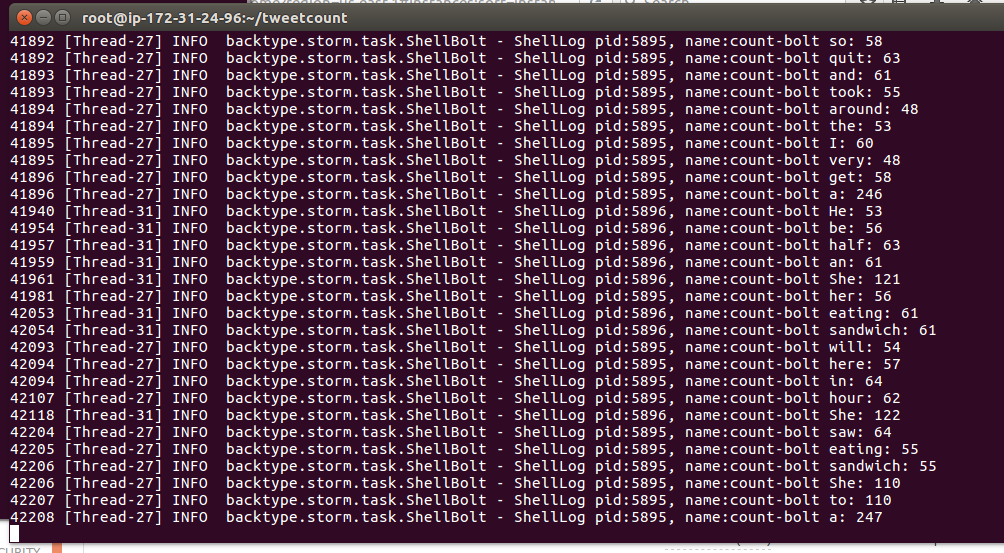 root@ip-172-31-24-96:~/tweetcount
41892 [Thread-27] INFO  backtype.storm.task.ShellBolt - ShellLog pid:5895, name:count-bolt so: 58
41892 [Thread-27] INFO  backtype.storm.task.ShellBolt - ShellLog pid:5895, name:count-bolt quit: 63
41893 [Thread-27] INFO  backtype.storm.task.ShellBolt - ShellLog pid:5895, name:count-bolt and: 61
41893 [Thread-27] INFO  backtype.storm.task.ShellBolt - ShellLog pid:5895, name:count-bolt took: 55
41894 [Thread-27] INFO  backtype.storm.task.ShellBolt - ShellLog pid:5895, name:count-bolt around: 48
41894 [Thread-27] INFO  backtype.storm.task.ShellBolt - ShellLog pid:5895, name:count-bolt the: 53
41895 [Thread-27] INFO  backtype.storm.task.ShellBolt - ShellLog pid:5895, name:count-bolt I: 60
41895 [Thread-27] INFO  backtype.storm.task.ShellBolt - ShellLog pid:5895, name:count-bolt very: 48
41896 [Thread-27] INFO  backtype.storm.task.ShellBolt - ShellLog pid:5895, name:count-bolt get: 58
41896 [Thread-27] INFO  backtype.storm.task.ShellBolt - ShellLog pid:5895, name:count-bolt a: 246
41940 [Thread-31] INFO  backtype.storm.task.ShellBolt - ShellLog pid:5896, name:count-bolt He: 53
41954 [Thread-31] INFO  backtype.storm.task.ShellBolt - ShellLog pid:5896, name:count-bolt be: 56
41957 [Thread-31] INFO  backtype.storm.task.ShellBolt - ShellLog pid:5896, name:count-bolt half: 63
41959 [Thread-31] INFO  backtype.storm.task.ShellBolt - ShellLog pid:5896, name:count-bolt an: 61
41961 [Thread-31] INFO  backtype.storm.task.ShellBolt - ShellLog pid:5896, name:count-bolt She: 121
41981 [Thread-27] INFO  backtype.storm.task.ShellBolt - ShellLog pid:5895, name:count-bolt her: 56
42053 [Thread-31] INFO  backtype.storm.task.ShellBolt - ShellLog pid:5896, name:count-bolt eating: 61
42054 [Thread-31] INFO  backtype.storm.task.ShellBolt - ShellLog pid:5896, name:count-bolt sandwich: 61
42093 [Thread-27] INFO  backtype.storm.task.ShellBolt - ShellLog pid:5895, name:count-bolt will: 54
42094 [Thread-27] INFO  backtype.storm.task.ShellBolt - ShellLog pid:5895, name:count-bolt here: 57
42094 [Thread-27] INFO  backtype.storm.task.ShellBolt - ShellLog pid:5895, name:count-bolt in: 64
42107 [Thread-27] INFO  backtype.storm.task.ShellBolt - ShellLog pid:5895, name:count-bolt hour: 62
42118 [Thread-31] INFO  backtype.storm.task.ShellBolt - ShellLog pid:5896, name:count-bolt She: 122
42204 [Thread-27] INFO  backtype.storm.task.ShellBolt - ShellLog pid:5895, name:count-bolt saw: 64
42205 [Thread-27] INFO  backtype.storm.task.ShellBolt - ShellLog pid:5895, name:count-bolt eating: 55
42206 [Thread-27] INFO  backtype.storm.task.ShellBolt - ShellLog pid:5895, name:count-bolt sandwich: 55
42206 [Thread-27] INFO  backtype.storm.task.ShellBolt - ShellLog pid:5895, name:count-bolt She: 110
42207 [Thread-27] INFO  backtype.storm.task.ShellBolt - ShellLog pid:5895, name:count-bolt to: 110
42208 [Thread-27] INFO  backtype.storm.task.ShellBolt - ShellLog pid:5895, name:count-bolt a: 247